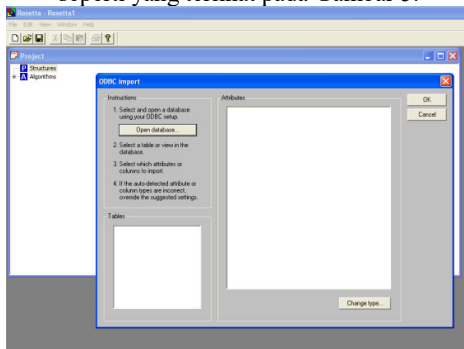 seperti yang terlihat pada Gambar 3.
Rosetta - Rosetta1
File Edit View Window Help
Project
Structures
Algorithms
ODBC import
Instructions
1. Select and open a database
using your ODBC setup.
Open database...
2. Select a table or view in the
database.
3. Select which attributes or
columns to import.
4. If the auto-detected attribute or
column types are incorrect,
override the suggested settings.
Tables
Attributes
Change type...
OK
Cancel